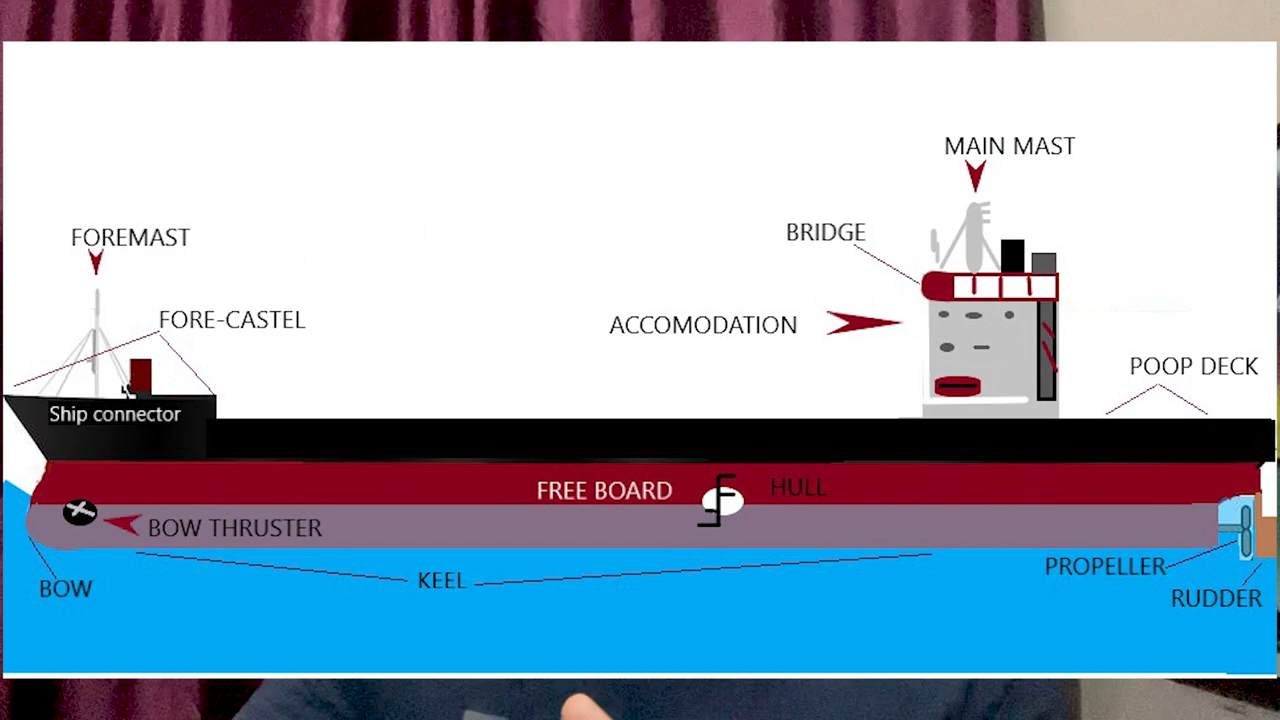 MAIN MAST
BRIDGE
FOREMAST
FORE-CASTEL
ACCOMODATION
POOP DECK
Ship connector
FREE BOARD
HULL
BOW THRUSTER
PROPELLER
KEEL
BOW
RUDDER